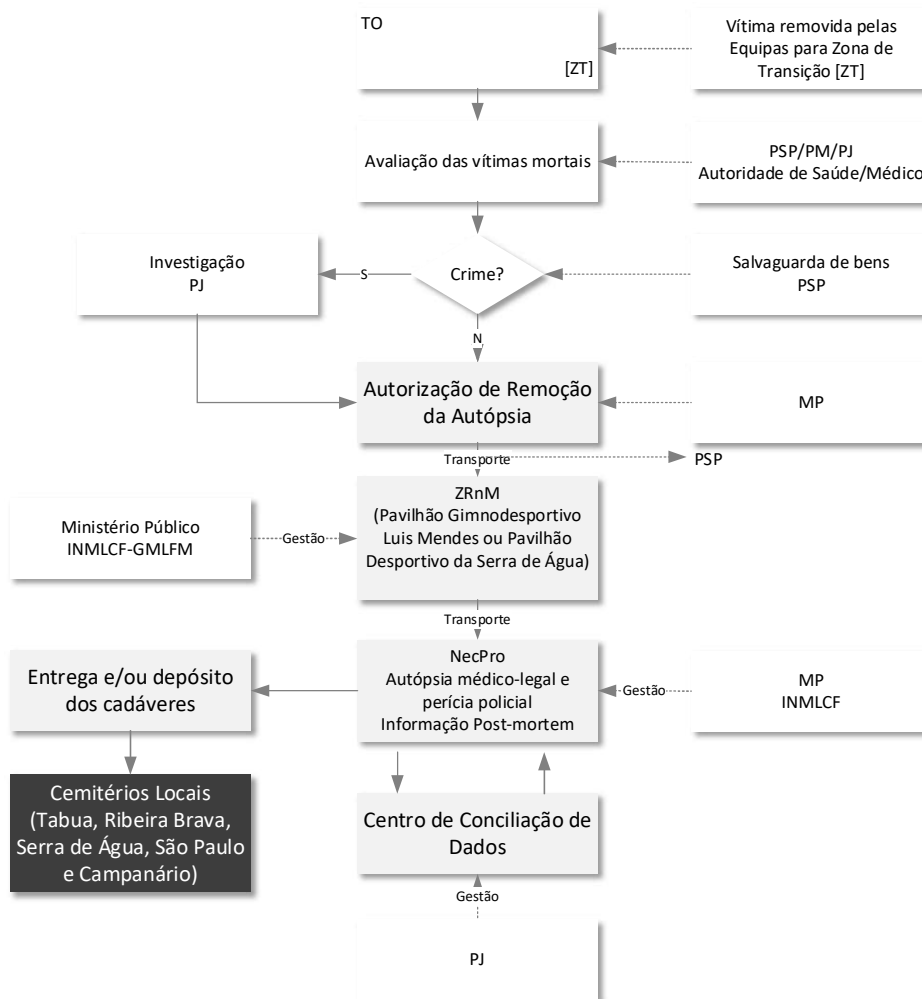 TO
[ZT]
Vítima removida pelas
Equipas para Zona de
Transição [ZT]
Avaliação das vítimas mortais
PSP/PM/PJ
Autoridade de Saúde/Médico
Investigação
PJ
S
Crime?
Salvaguarda de bens
PSP
N
Autorização de Remoção
da Autópsia
MP
Transporte
PSP
ZRnM
(Pavilhão Gimnodesportivo
Luis Mendes ou Pavilhão
Desportivo da Serra de Água)
Ministério Público
INMLCF-GMLFM
Gestão
Transporte
NecPro
Autópsia médico-legal e
perícia policial
Informação Post-mortem
Gestão
MP
INMLCF
Entrega e/ou depósito
dos cadáveres
Cemitérios Locais
(Tabua, Ribeira Brava,
Serra de Água, São Paulo
e Campanário)
Centro de Conciliação de
Dados
Gestão
PJ